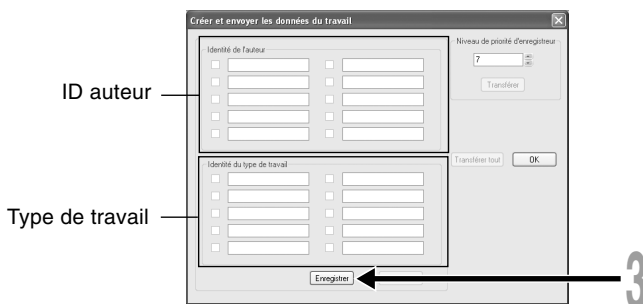 Créer et envoyer les données du travail
Identité de l'auteur
Niveau de priorité d'enregistreur
7
Transférer
ID auteur
Transférer tout
OK
Identité du type de travail
Type de travail
Enregistrer
3